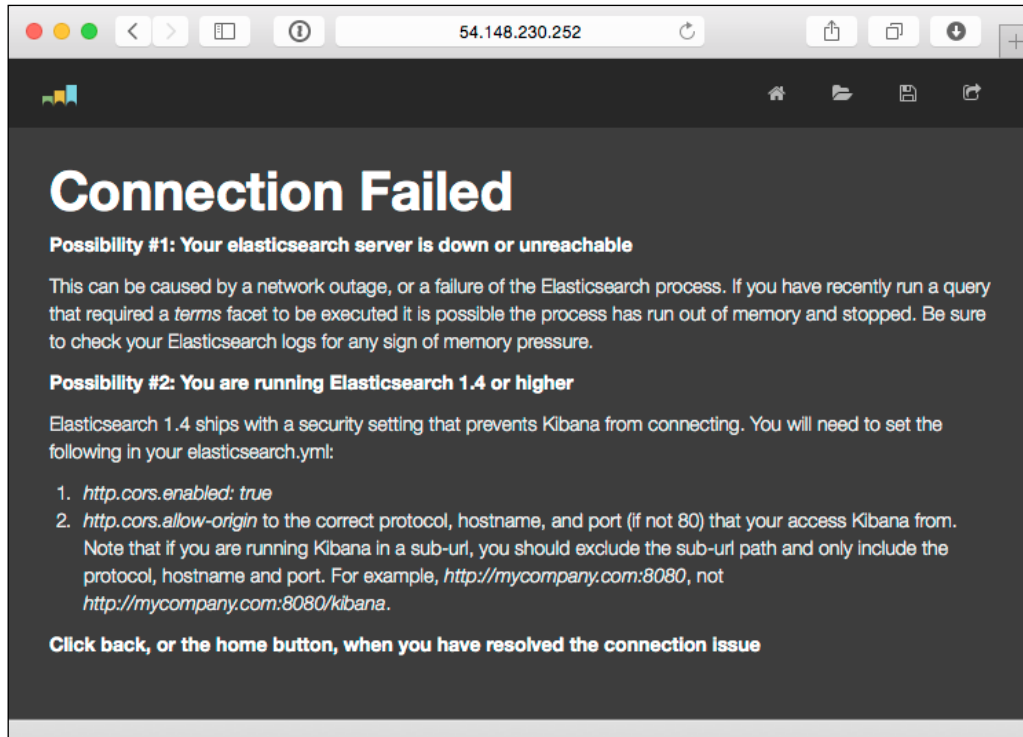 54.148.230.252
Connection Failed
Possibility #1: Your elasticsearch server is down or unreachable
This can be caused by a network outage, or a failure of the Elasticsearch process. If you have recently run a query
that required a terms facet to be executed it is possible the process has run out of memory and stopped. Be sure
to check your Elasticsearch logs for any sign of memory pressure.
Possibility #2: You are running Elasticsearch 1.4 or higher
Elasticsearch 1.4 ships with a security setting that prevents Kibana from connecting. You will need to set the
following in your elasticsearch.yml:
1. http.cors.enabled: true
2. http.cors.allow-origin to the correct protocol, hostname, and port (if not 80) that your access Kibana from.
Note that if you are running Kibana in a sub-url, you should exclude the sub-url path and only include the
protocol, hostname and port. For example, http://mycompany.com:8080, not
http://mycompany.com:8080/kibana.
Click back, or the home button, when you have resolved the connection issue